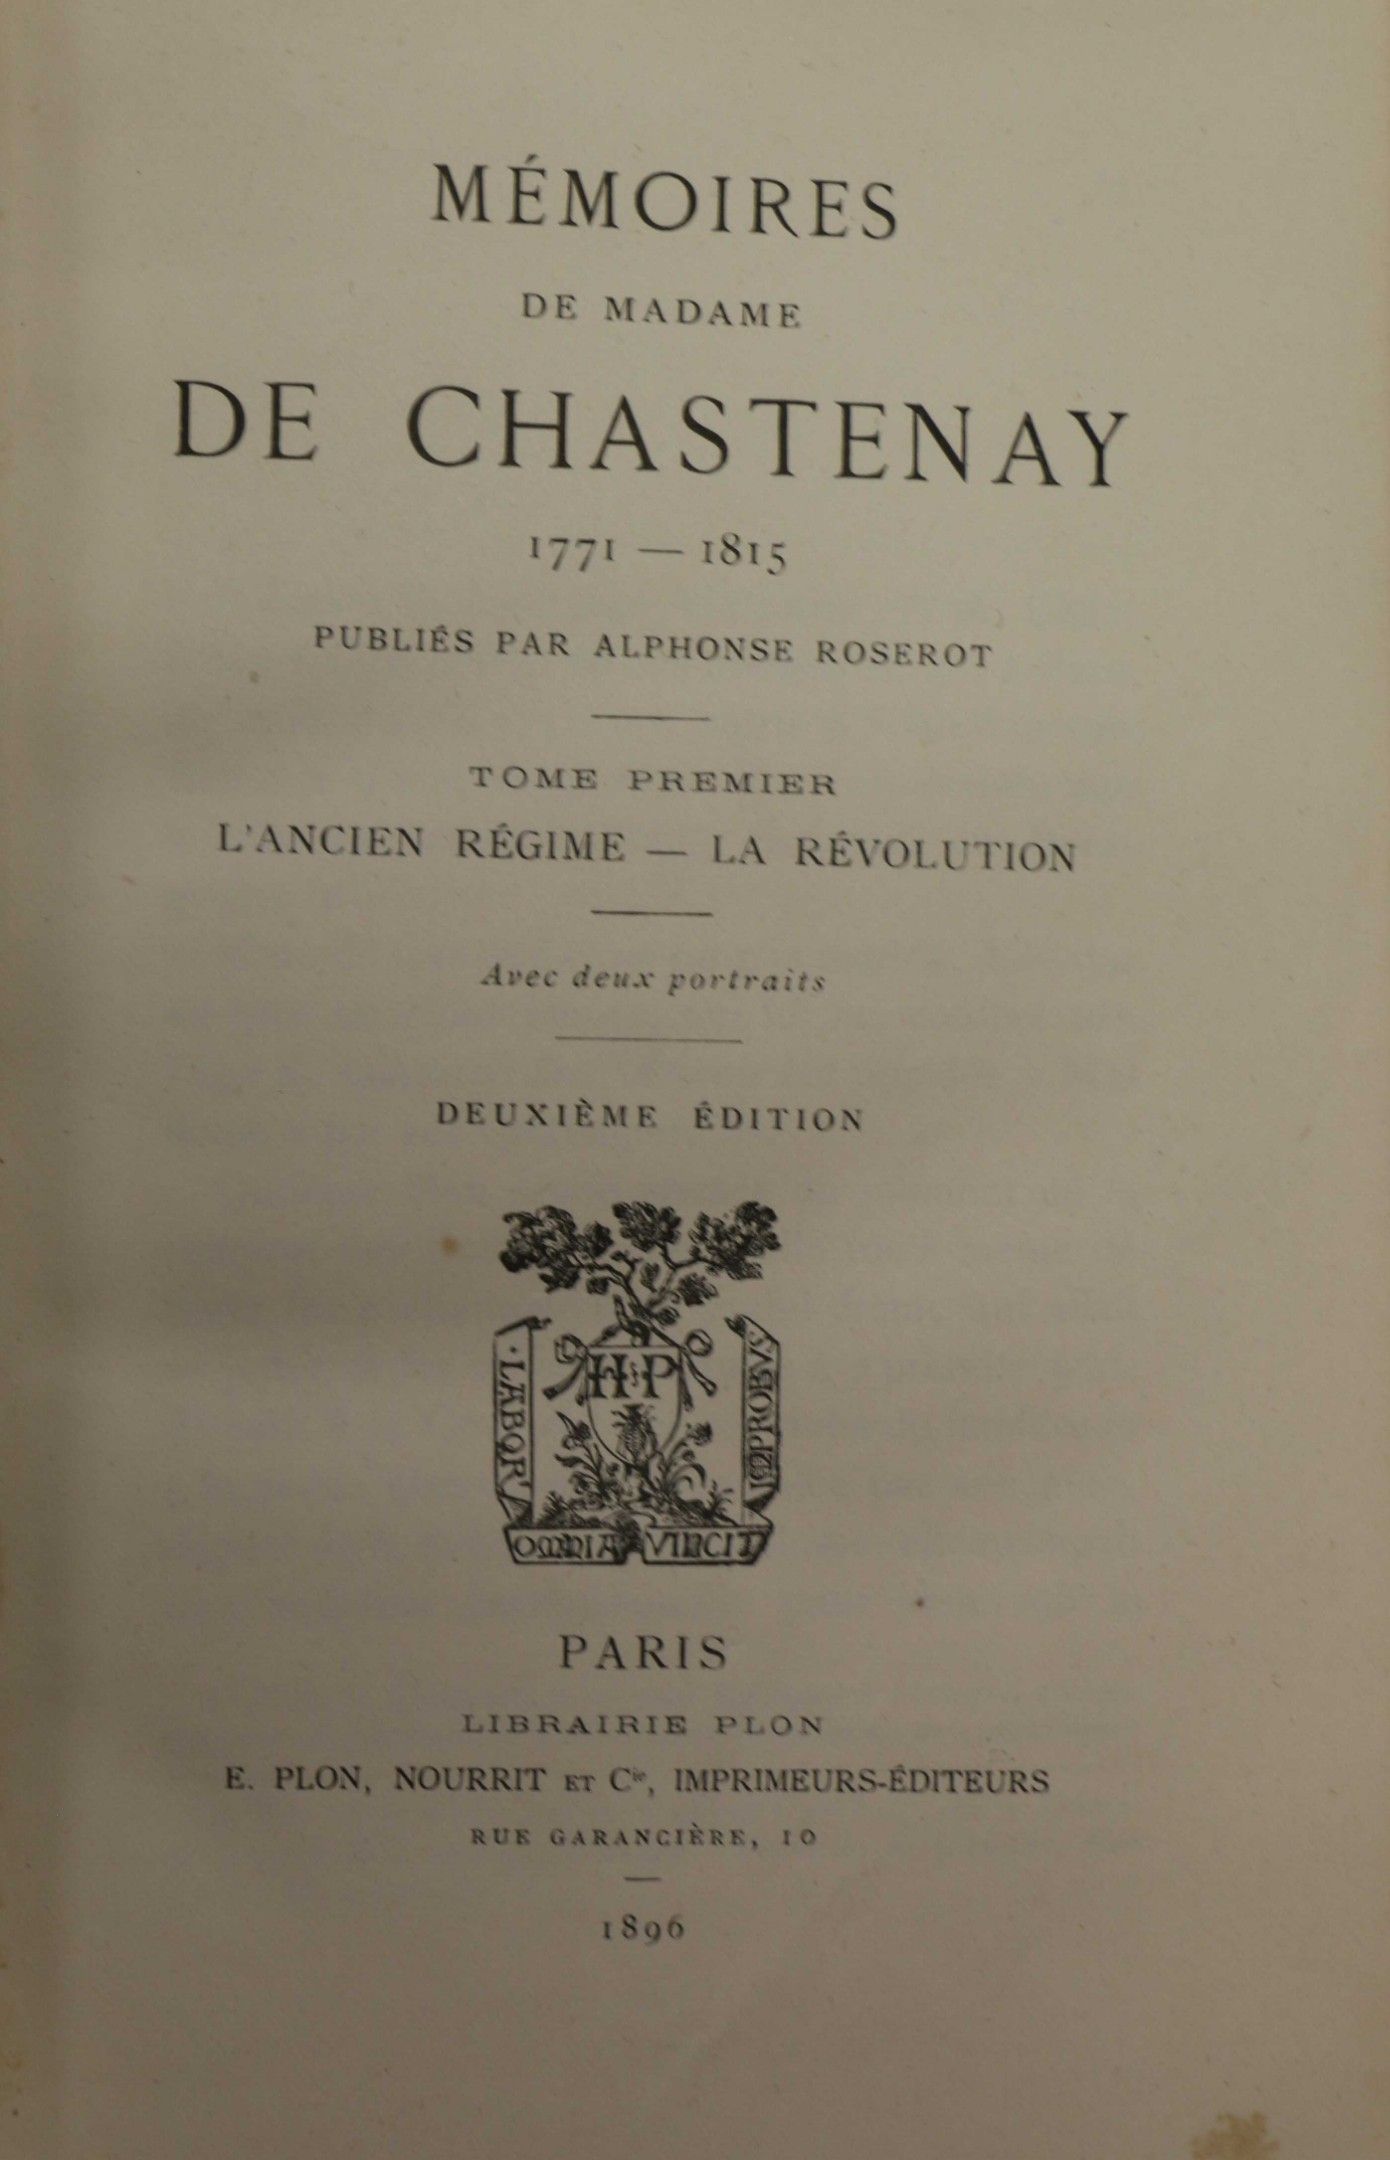 MÉMOIRES
DE MADAME
DE CHASTENAY
1771 — 1815
PUBLIÉS PAR ALPHONSE ROSEROT
TOME PREMIER
L'ANCIEN RÉGIME — LA RÉVOLUTION
Avec deux portraits
DEUXIÈME ÉDITION
H P
·LABOR
IMPROBVS
OMNIA VINCIT
PARIS
LIBRAIRIE PLON
E. PLON, NOURRIT ET Cie, IMPRIMEURS-ÉDITEURS
RUE GARANCIÈRE, 10
1896